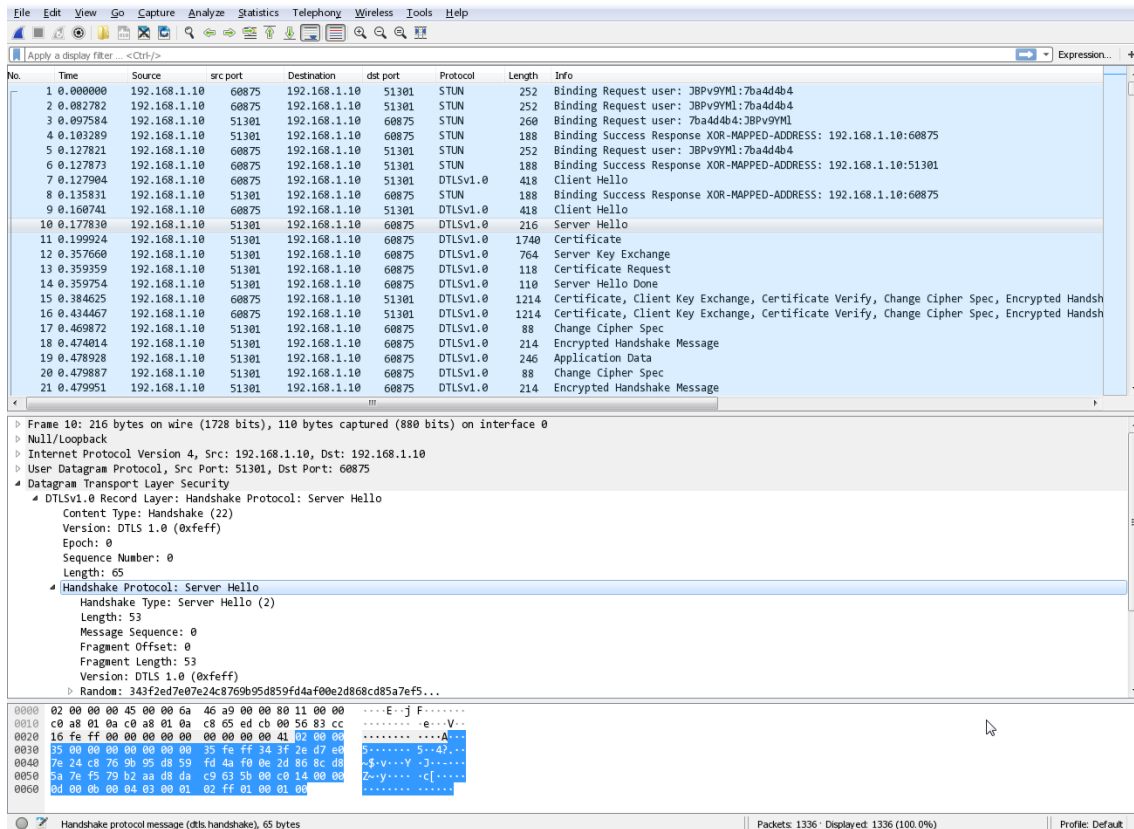 File Edit View Go Capture Analyze Statistics Telephony Wireless Tools Help
Apply a display filter ... <Ctrl-/> Expression... +
No. Time Source src port Destination dst port Protocol Length Info
1 0.000000 192.168.1.10 60875 192.168.1.10 51301 STUN 252 Binding Request user: JBPv9YMl:7ba4d4b4
2 0.082782 192.168.1.10 60875 192.168.1.10 51301 STUN 252 Binding Request user: JBPv9YMl:7ba4d4b4
3 0.097584 192.168.1.10 51301 192.168.1.10 60875 STUN 260 Binding Request user: 7ba4d4b4:JBPv9YMl
4 0.103289 192.168.1.10 51301 192.168.1.10 60875 STUN 188 Binding Success Response XOR-MAPPED-ADDRESS: 192.168.1.10:60875
5 0.127821 192.168.1.10 60875 192.168.1.10 51301 STUN 252 Binding Request user: JBPv9YMl:7ba4d4b4
6 0.127873 192.168.1.10 60875 192.168.1.10 51301 STUN 188 Binding Success Response XOR-MAPPED-ADDRESS: 192.168.1.10:51301
7 0.127904 192.168.1.10 60875 192.168.1.10 51301 DTLSv1.0 418 Client Hello
8 0.135831 192.168.1.10 51301 192.168.1.10 60875 STUN 188 Binding Success Response XOR-MAPPED-ADDRESS: 192.168.1.10:60875
9 0.160741 192.168.1.10 60875 192.168.1.10 51301 DTLSv1.0 418 Client Hello
10 0.177830 192.168.1.10 51301 192.168.1.10 60875 DTLSv1.0 216 Server Hello
11 0.199924 192.168.1.10 51301 192.168.1.10 60875 DTLSv1.0 1740 Certificate
12 0.357660 192.168.1.10 51301 192.168.1.10 60875 DTLSv1.0 764 Server Key Exchange
13 0.359359 192.168.1.10 51301 192.168.1.10 60875 DTLSv1.0 118 Certificate Request
14 0.359754 192.168.1.10 51301 192.168.1.10 60875 DTLSv1.0 110 Server Hello Done
15 0.384625 192.168.1.10 60875 192.168.1.10 51301 DTLSv1.0 1214 Certificate, Client Key Exchange, Certificate Verify, Change Cipher Spec, Encrypted Handsh
16 0.434467 192.168.1.10 60875 192.168.1.10 51301 DTLSv1.0 1214 Certificate, Client Key Exchange, Certificate Verify, Change Cipher Spec, Encrypted Handsh
17 0.469872 192.168.1.10 51301 192.168.1.10 60875 DTLSv1.0 88 Change Cipher Spec
18 0.474014 192.168.1.10 51301 192.168.1.10 60875 DTLSv1.0 214 Encrypted Handshake Message
19 0.478928 192.168.1.10 51301 192.168.1.10 60875 DTLSv1.0 246 Application Data
20 0.479887 192.168.1.10 51301 192.168.1.10 60875 DTLSv1.0 88 Change Cipher Spec
21 0.479951 192.168.1.10 51301 192.168.1.10 60875 DTLSv1.0 214 Encrypted Handshake Message
Frame 10: 216 bytes on wire (1728 bits), 110 bytes captured (880 bits) on interface 0
Null/Loopback
Internet Protocol Version 4, Src: 192.168.1.10, Dst: 192.168.1.10
User Datagram Protocol, Src Port: 51301, Dst Port: 60875
Datagram Transport Layer Security
DTLSv1.0 Record Layer: Handshake Protocol: Server Hello
Content Type: Handshake (22)
Version: DTLS 1.0 (0xfeff)
Epoch: 0
Sequence Number: 0
Length: 65
Handshake Protocol: Server Hello
Handshake Type: Server Hello (2)
Length: 53
Message Sequence: 0
Fragment Offset: 0
Fragment Length: 53
Version: DTLS 1.0 (0xfeff)
Random: 343f2ed7e07e24c8769b95d859fd4af00e2d868cd85a7ef5...
0000 02 00 00 00 45 00 00 6a 46 a9 00 00 80 11 00 00 ····E··j F·······
0010 c0 a8 01 0a c0 a8 01 0a c8 65 ed cb 00 56 83 cc ········ ·e···V··
0020 16 fe ff 00 00 00 00 00 00 00 00 00 41 02 00 00 ········ ····A···
0030 35 00 00 00 00 00 00 00 35 fe ff 34 3f 2e d7 e0 5······· 5··4?.··
0040 7e 24 c8 76 9b 95 d8 59 fd 4a f0 0e 2d 86 8c d8 ~$·v···Y ·J··-···
0050 5a 7e f5 79 b2 aa d8 da c9 63 5b 00 c0 14 00 00 Z~·y···· ·c[·····
0060 0d 00 0b 00 04 03 00 01 02 ff 01 00 01 00 ········ ······
Handshake protocol message (dtls.handshake), 65 bytes Packets: 1336 · Displayed: 1336 (100.0%) Profile: Default